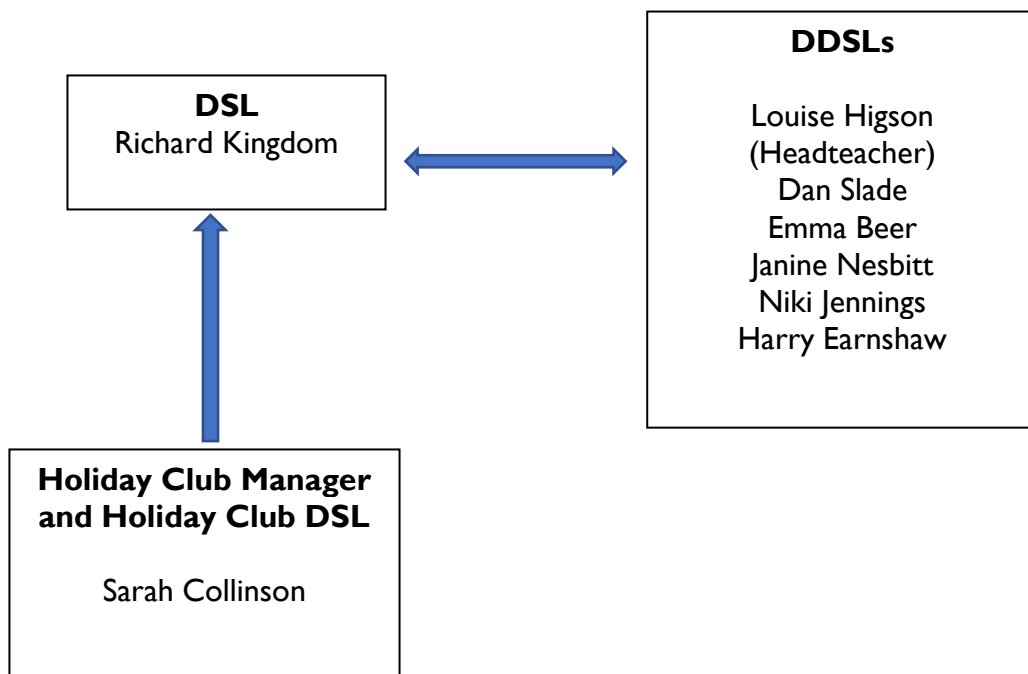 DSL
Richard Kingdom
DDSLs
Louise Higson
(Headteacher)
Dan Slade
Emma Beer
Janine Nesbitt
Niki Jennings
Harry Earnshaw
Holiday Club Manager
and Holiday Club DSL
Sarah Collinson